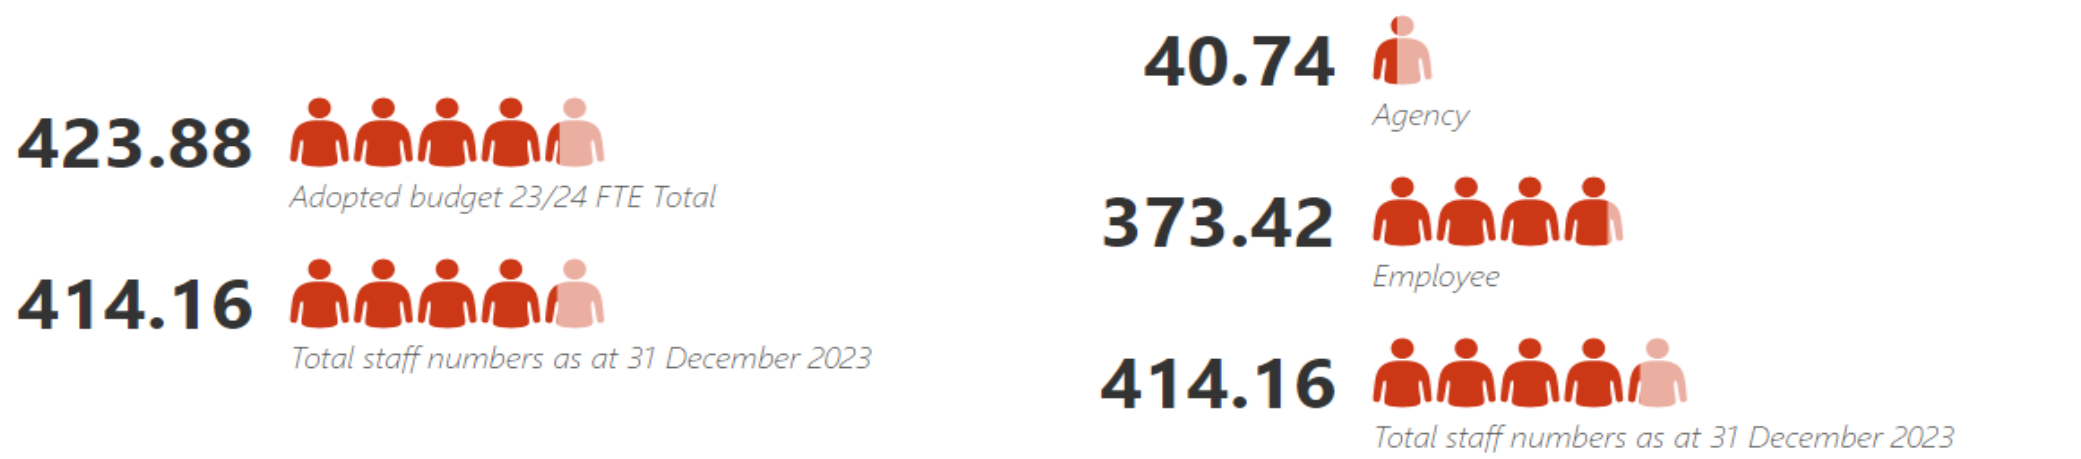 423.88
Adopted budget 23/24 FTE Total
414.16
Total staff numbers as at 31 December 2023
40.74
Agency
373.42
Employee
414.16
Total staff numbers as at 31 December 2023